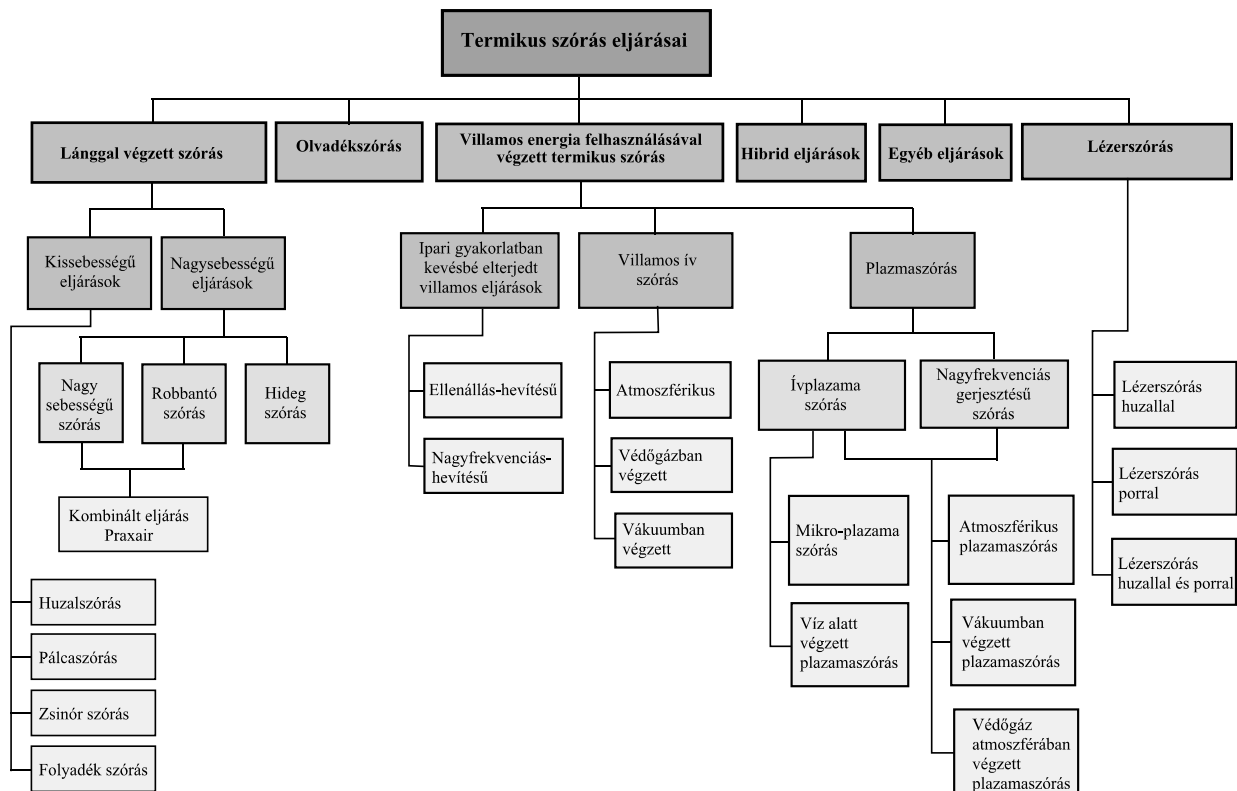 Termikus szórás eljárásai
Lánggal végzett szórás
Olvadékszórás
Villamos energia felhasználásával
végzett termikus szórás
Hibrid eljárások
Egyéb eljárások
Lézerszórás
Kissebességű
eljárások
Nagysebességű
eljárások
Ipari gyakorlatban
kevésbé elterjedt
villamos eljárások
Villamos ív
szórás
Plazmaszórás
Nagy
sebességű
szórás
Robbantó
szórás
Hideg
szórás
Kombinált eljárás
Praxair
Huzalszórás
Pálcaszórás
Zsinór szórás
Folyadék szórás
Ellenállás-hevítésű
Nagyfrekvenciás-
hevítésű
Atmoszférikus
Védőgázban
végzett
Vákuumban
végzett
Ívplazama
szórás
Nagyfrekvenciás
gerjesztésű
szórás
Mikro-plazama
szórás
Víz alatt
végzett
plazamaszórás
Atmoszférikus
plazamaszórás
Vákuumban
végzett
plazamaszórás
Védőgáz
atmoszférában
végzett
plazamaszórás
Lézerszórás
huzallal
Lézerszórás
porral
Lézerszórás
huzallal és porral